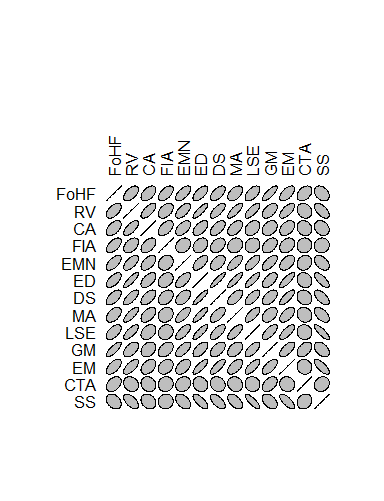 FoHF RV CA FIA EMN ED DS MA LSE GM EM CTA SS
FoHF
RV
CA
FIA
EMN
ED
DS
MA
LSE
GM
EM
CTA
SS